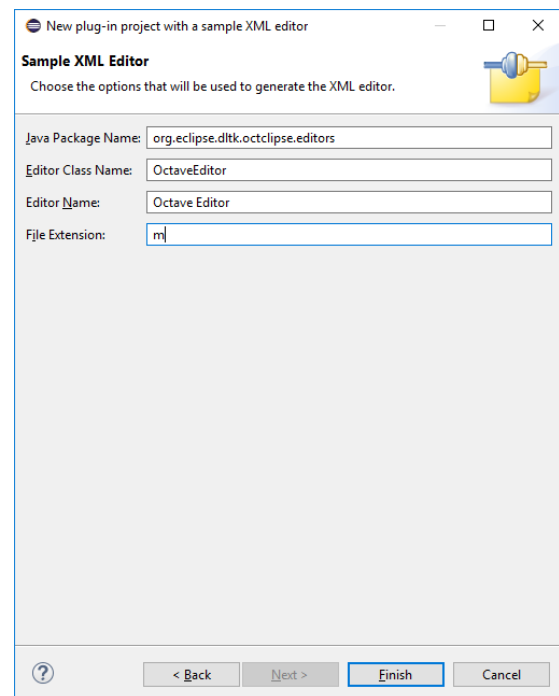 New plug-in project with a sample XML editor
Sample XML Editor
Choose the options that will be used to generate the XML editor.
Java Package Name: org.eclipse.dltk.octclipse.editors
Editor Class Name: OctaveEditor
Editor Name: Octave Editor
File Extension: m
? < Back Next > Finish Cancel